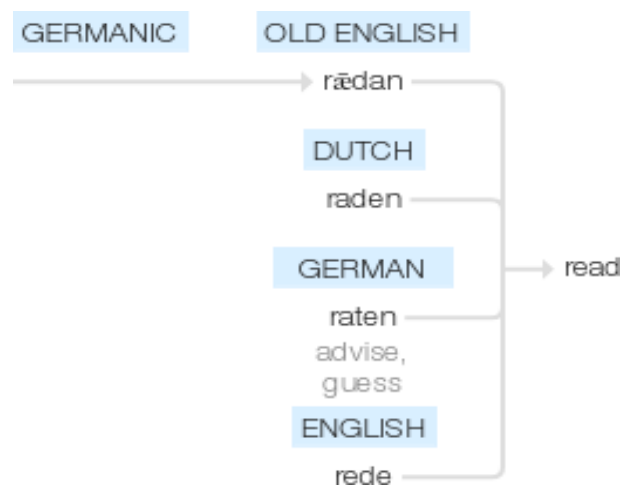 GERMANIC OLD ENGLISH
rǣdan
DUTCH
raden
GERMAN
read
raten
advise,
guess
ENGLISH
rede